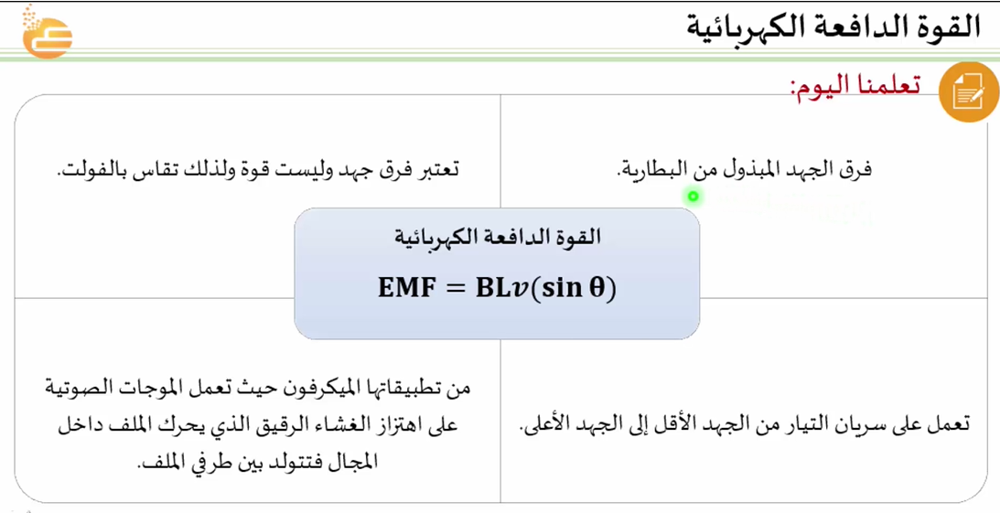 القوة الدافعة الكهربائية
تعلمنا اليوم:
فرق الجهد المبذول من البطارية.
تعتبر فرق جهد وليست قوة ولذلك تقاس بالفولت.
القوة الدافعة الكهربائية
EMF = BLv(sin θ)
تعمل على سريان التيار من الجهد الأقل إلى الجهد الأعلى.
من تطبيقاتها الميكرفون حيث تعمل الموجات الصوتية
على اهتزاز الغشاء الرقيق الذي يحرك الملف داخل
المجال فتتولد بين طرفي الملف.